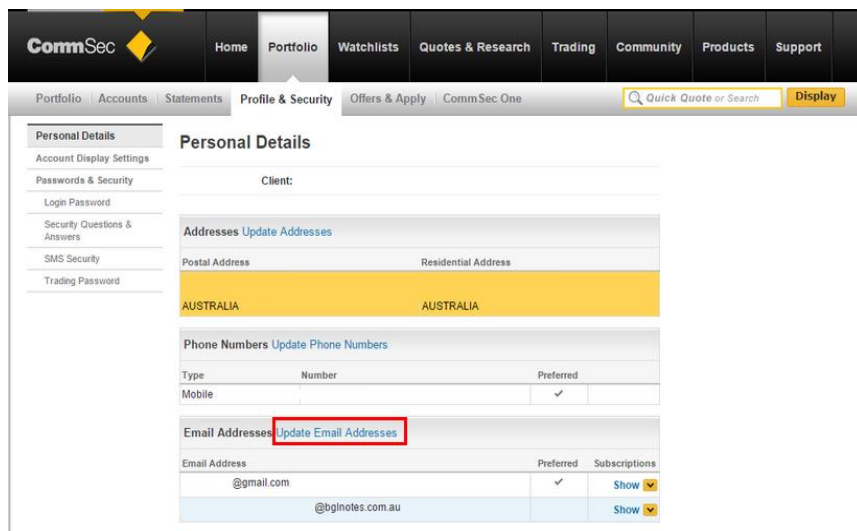 CommSec Home Portfolio Watchlists Quotes & Research Trading Community Products Support
Portfolio Accounts Statements Profile & Security Offers & Apply CommSec One Quick Quote or Search Display
Personal Details
Account Display Settings
Passwords & Security
Login Password
Security Questions &
Answers
SMS Security
Trading Password
Personal Details
Client:
Addresses Update Addresses
Postal Address Residential Address
AUSTRALIA AUSTRALIA
Phone Numbers Update Phone Numbers
Type Number Preferred
Mobile
Email Addresses Update Email Addresses
Email Address Preferred Subscriptions
@gmail.com Show
@bglnotes.com.au Show